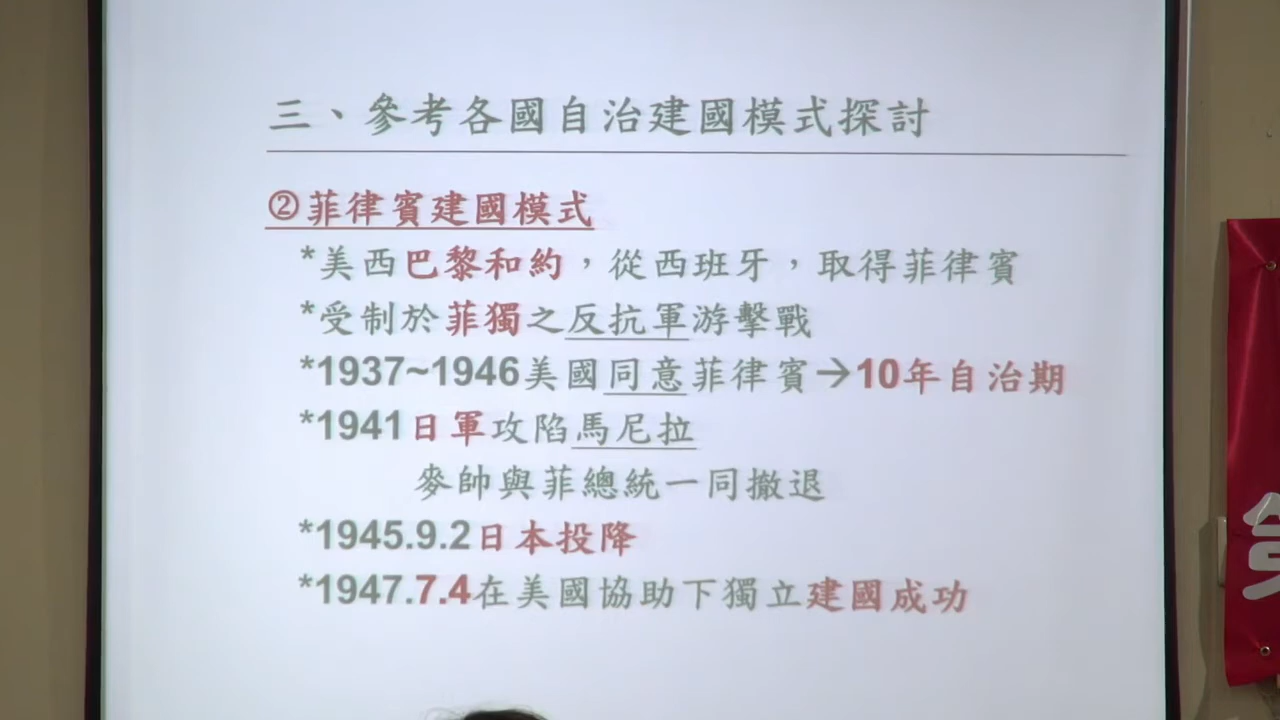 三、參考各國自治建國模式探討
②菲律賓建國模式
*美西巴黎和約，從西班牙，取得菲律賓
*受制於菲獨之反抗軍游擊戰
*1937~1946美國同意菲律賓→10年自治期
*1941日軍攻陷馬尼拉
麥帥與菲總統一同撤退
*1945.9.2日本投降
*1947.7.4在美國協助下獨立建國成功